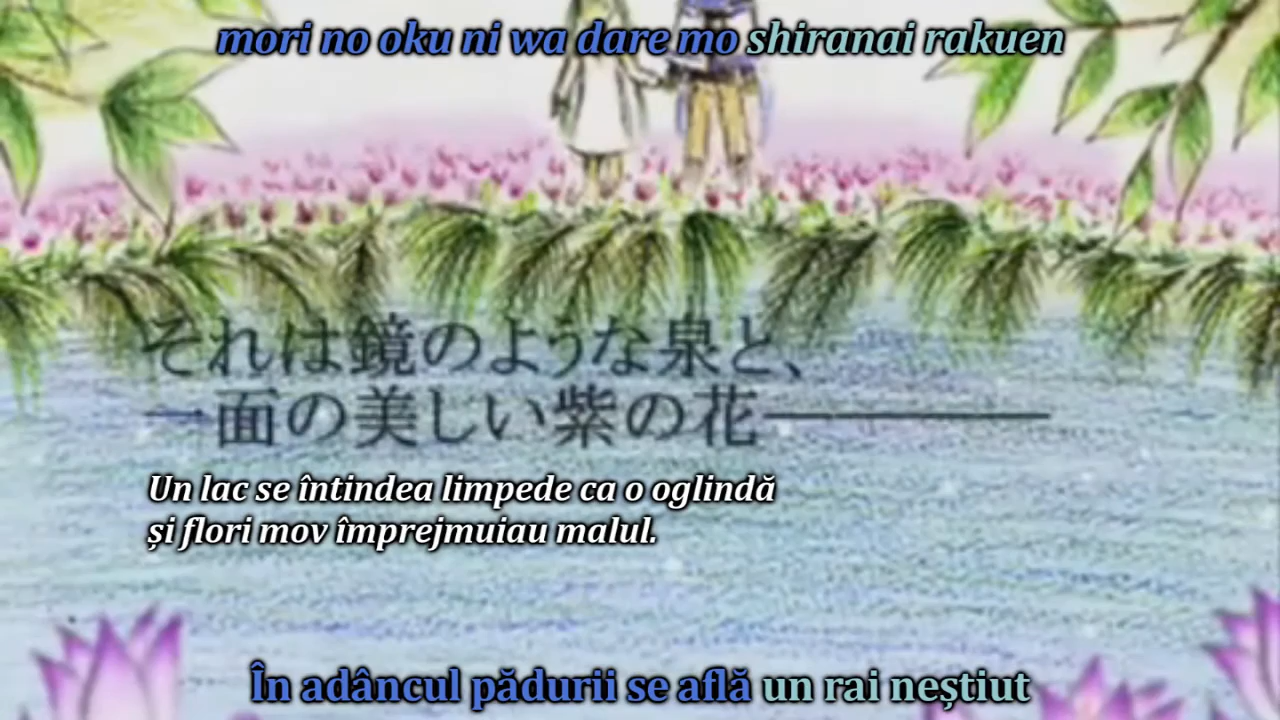 mori no oku ni wa dare mo shiranai rakuen
それは鏡のような泉と、
一面の美しい紫の花――――
Un lac se întindea limpede ca o oglindă
și flori mov împrejmuiau malul.
În adâncul pădurii se află un rai neștiut